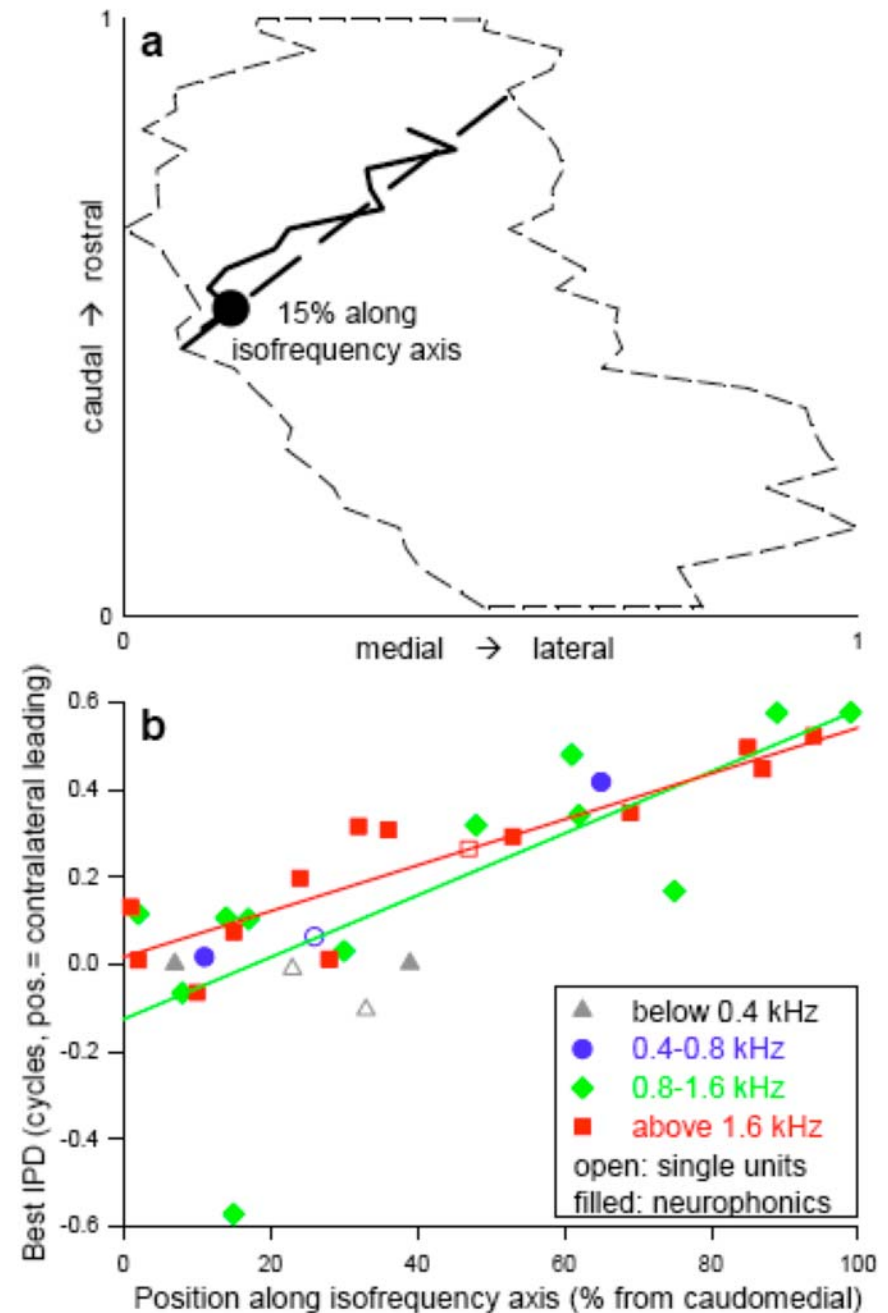 1
a
caudal → rostral
15% along
isofrequency axis
0
0
medial → lateral
1
Best IPD (cycles, pos.= contralateral leading)
0.6
b
0.4
0.2
0.0
-0.2
-0.4
-0.6
below 0.4 kHz
0.4-0.8 kHz
0.8-1.6 kHz
above 1.6 kHz
open: single units
filled: neurophonics
0 20 40 60 80 100
Position along isofrequency axis (% from caudomedial)